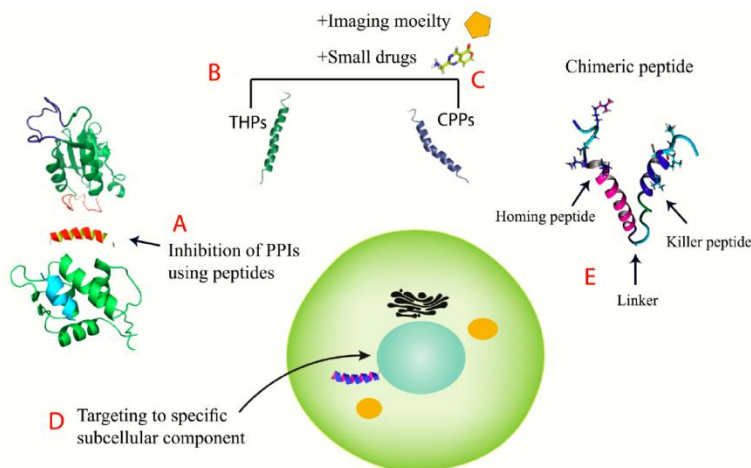 +Imaging moeilty
+Small drugs
B
C
THPs
CPPs
Chimeric peptide
A
Inhibition of PPIs
using peptides
Homing peptide
Killer peptide
E
Linker
D
Targeting to specific
subcellular component